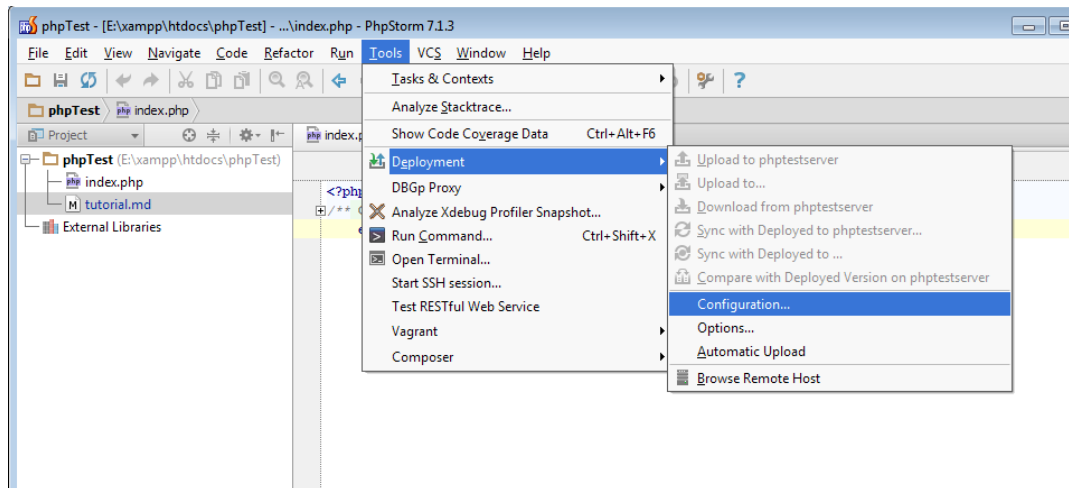 phpTest - [E:\xampp\htdocs\phpTest] - ...\index.php - PhpStorm 7.1.3
File Edit View Navigate Code Refactor Run Tools VCS Window Help
phpTest index.php
Project
index.p
phpTest (E:\xampp\htdocs\phpTest)
index.php
tutorial.md
External Libraries
<?php
/**
e
Tasks & Contexts
Analyze Stacktrace...
Show Code Coverage Data Ctrl+Alt+F6
Deployment
DBGp Proxy
Analyze Xdebug Profiler Snapshot...
Run Command... Ctrl+Shift+X
Open Terminal...
Start SSH session...
Test RESTful Web Service
Vagrant
Composer
Upload to phptestserver
Upload to...
Download from phptestserver
Sync with Deployed to phptestserver...
Sync with Deployed to ...
Compare with Deployed Version on phptestserver
Configuration...
Options...
Automatic Upload
Browse Remote Host